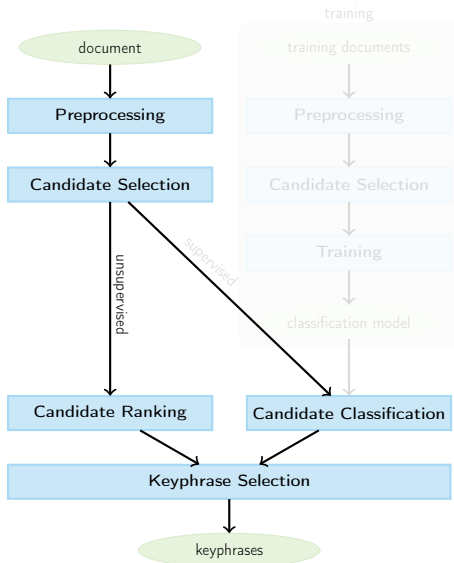 training
document
training documents
Preprocessing
Preprocessing
Candidate Selection
Candidate Selection
Training
unsupervised
supervised
classification model
Candidate Ranking
Candidate Classification
Keyphrase Selection
keyphrases